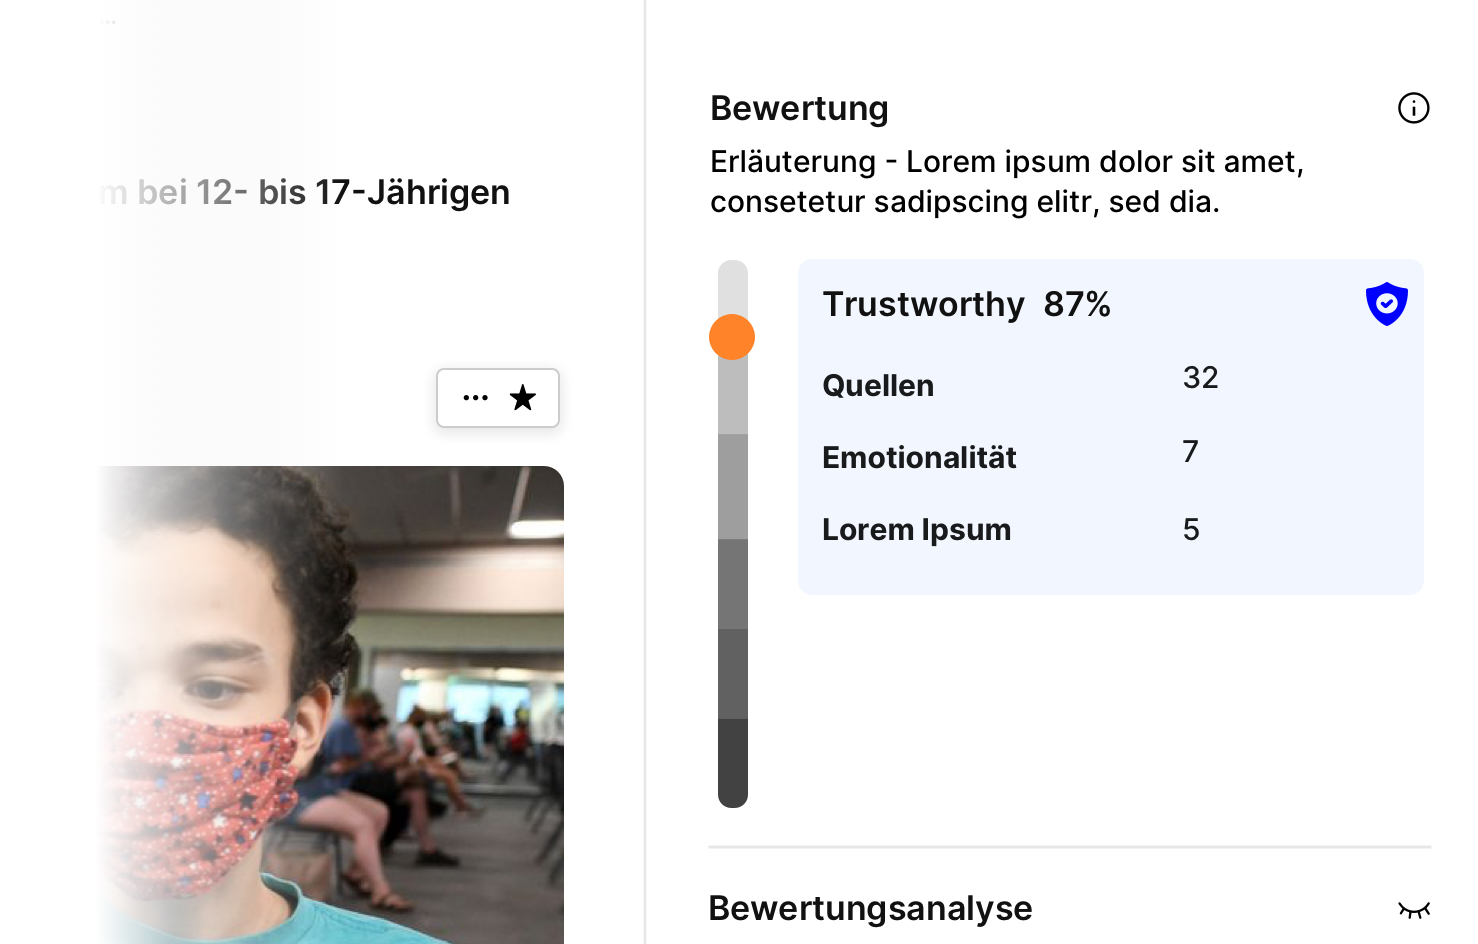 m bei 12- bis 17-Jährigen
Bewertung
Erläuterung - Lorem ipsum dolor sit amet,
consetetur sadipscing elitr, sed dia.
Trustworthy 87%
Quellen 32
Emotionalität 7
Lorem Ipsum 5
Bewertungsanalyse